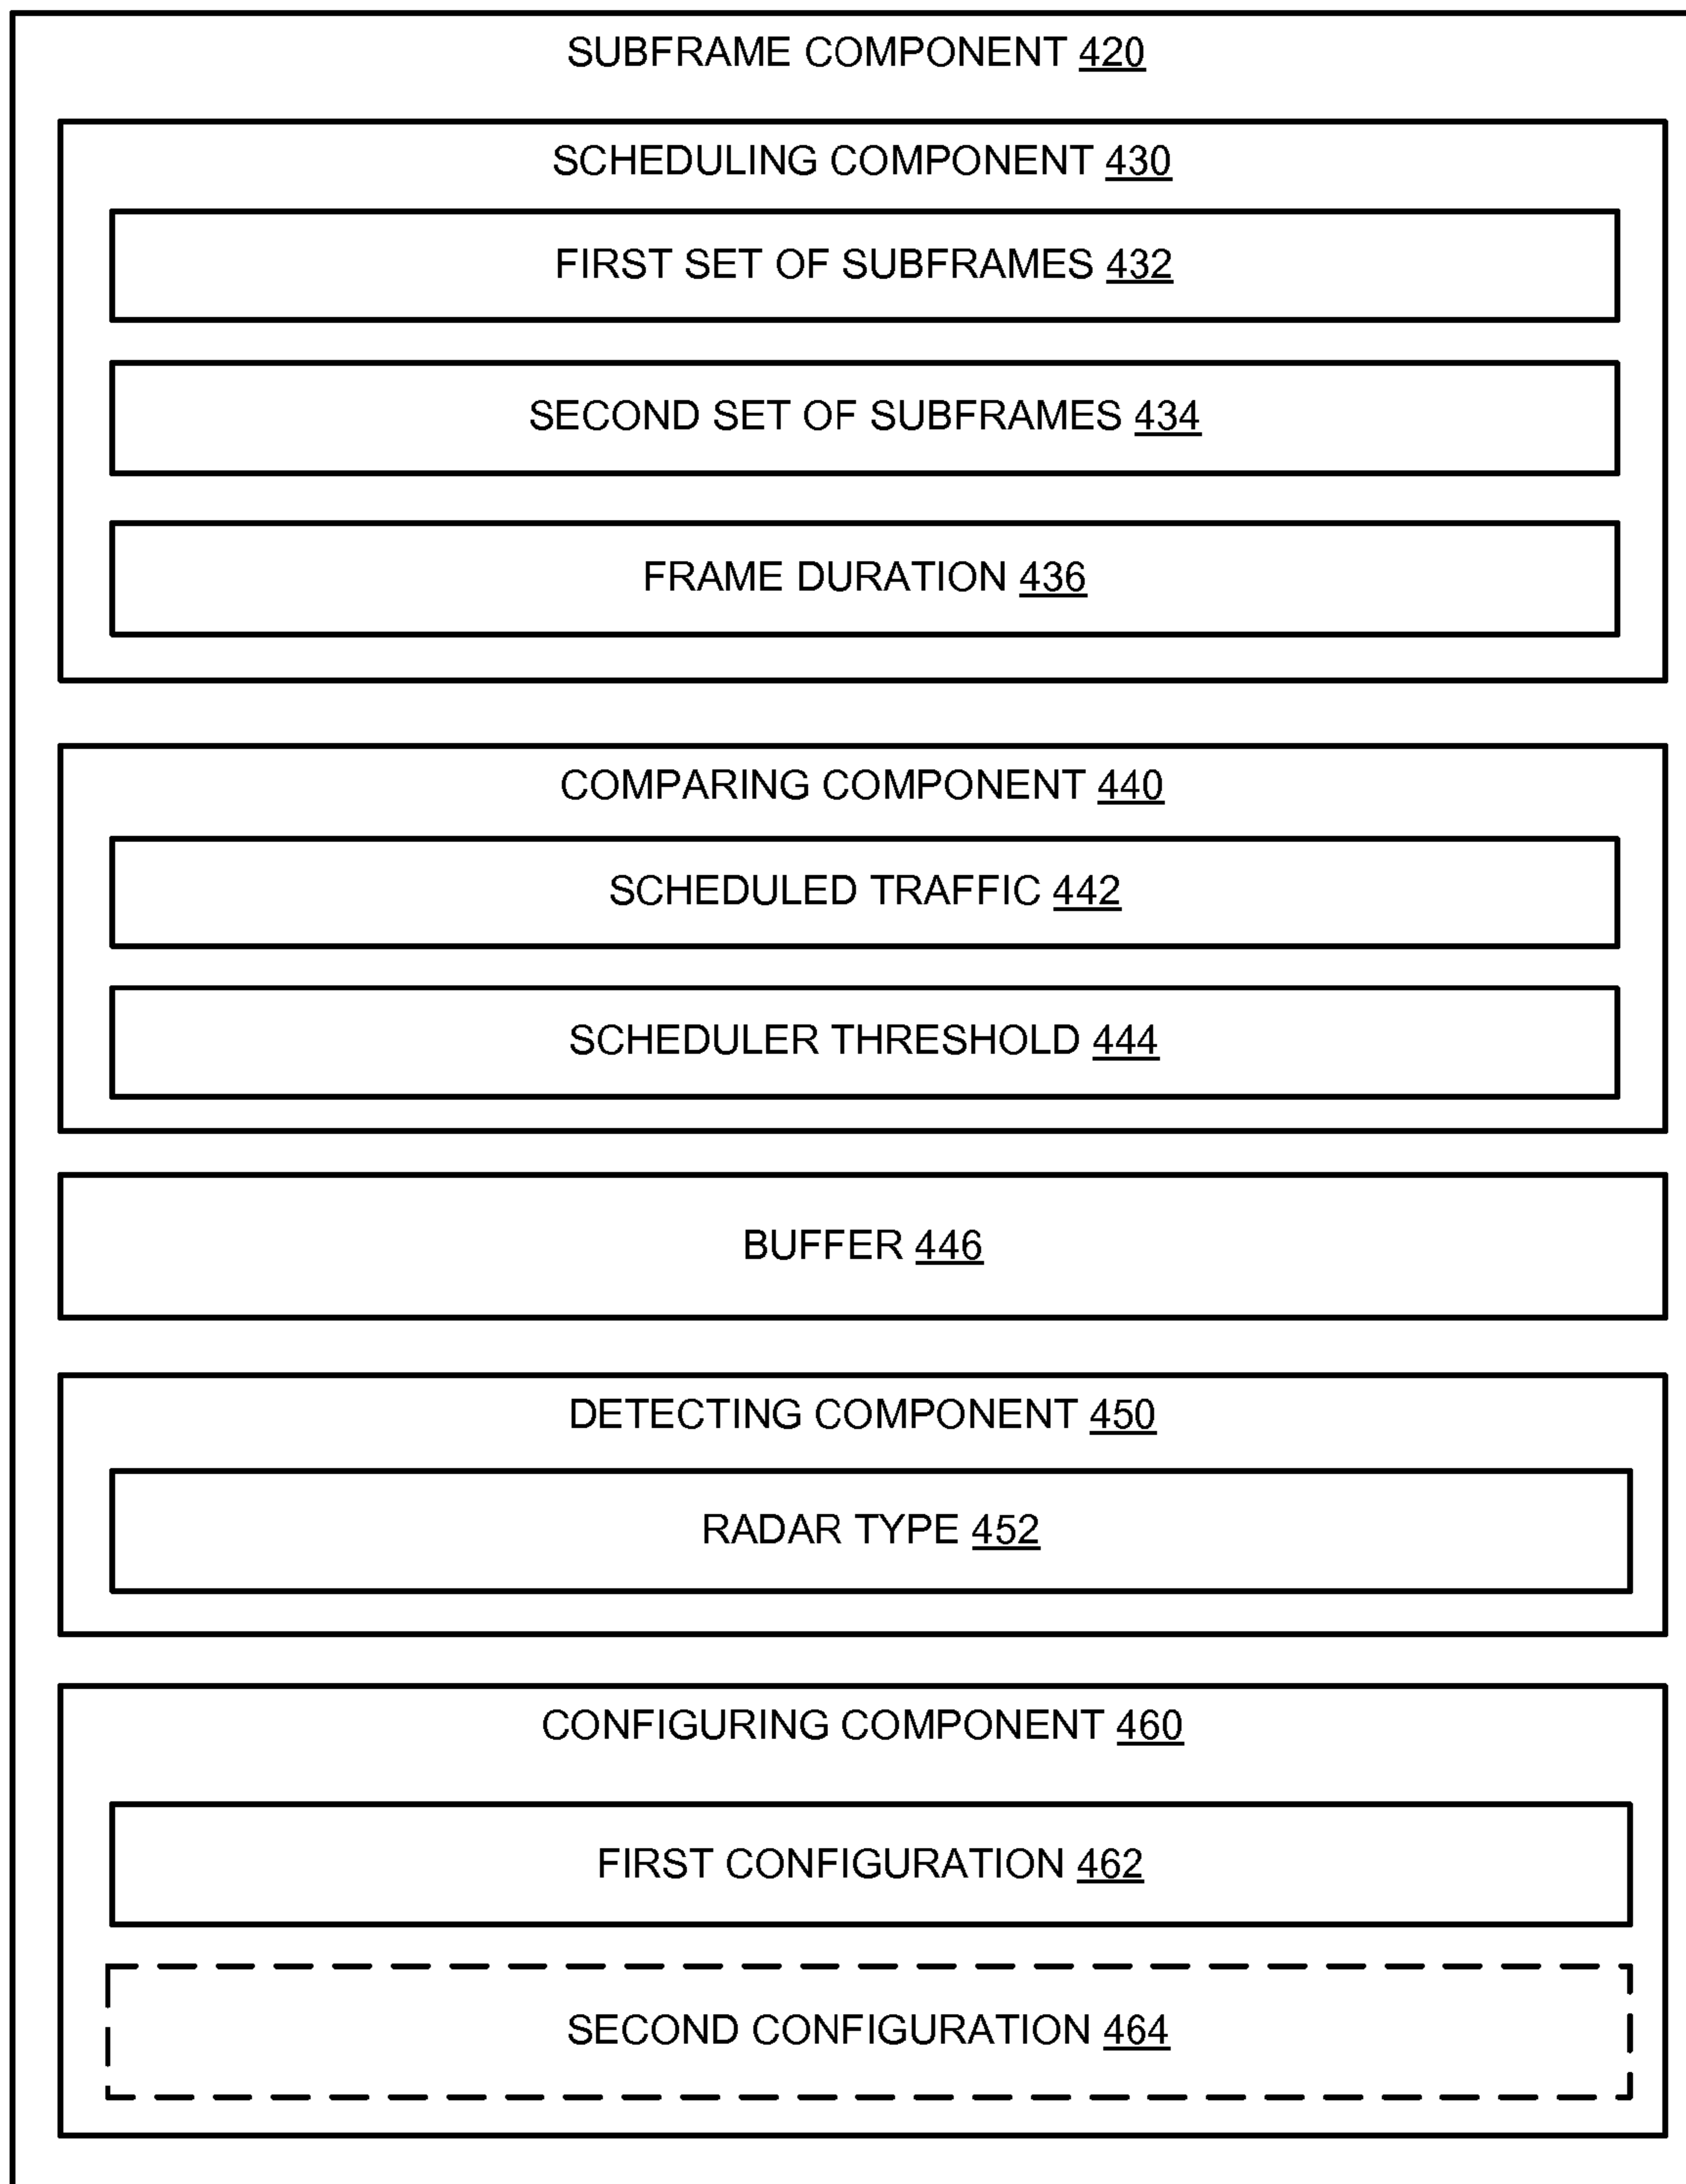 SUBFRAME COMPONENT 420
SCHEDULING COMPONENT 430
FIRST SET OF SUBFRAMES 432
SECOND SET OF SUBFRAMES 434
FRAME DURATION 436
COMPARING COMPONENT 440
SCHEDULED TRAFFIC 442
SCHEDULER THRESHOLD 444
BUFFER 446
DETECTING COMPONENT 450
RADAR TYPE 452
CONFIGURING COMPONENT 460
FIRST CONFIGURATION 462
SECOND CONFIGURATION 464